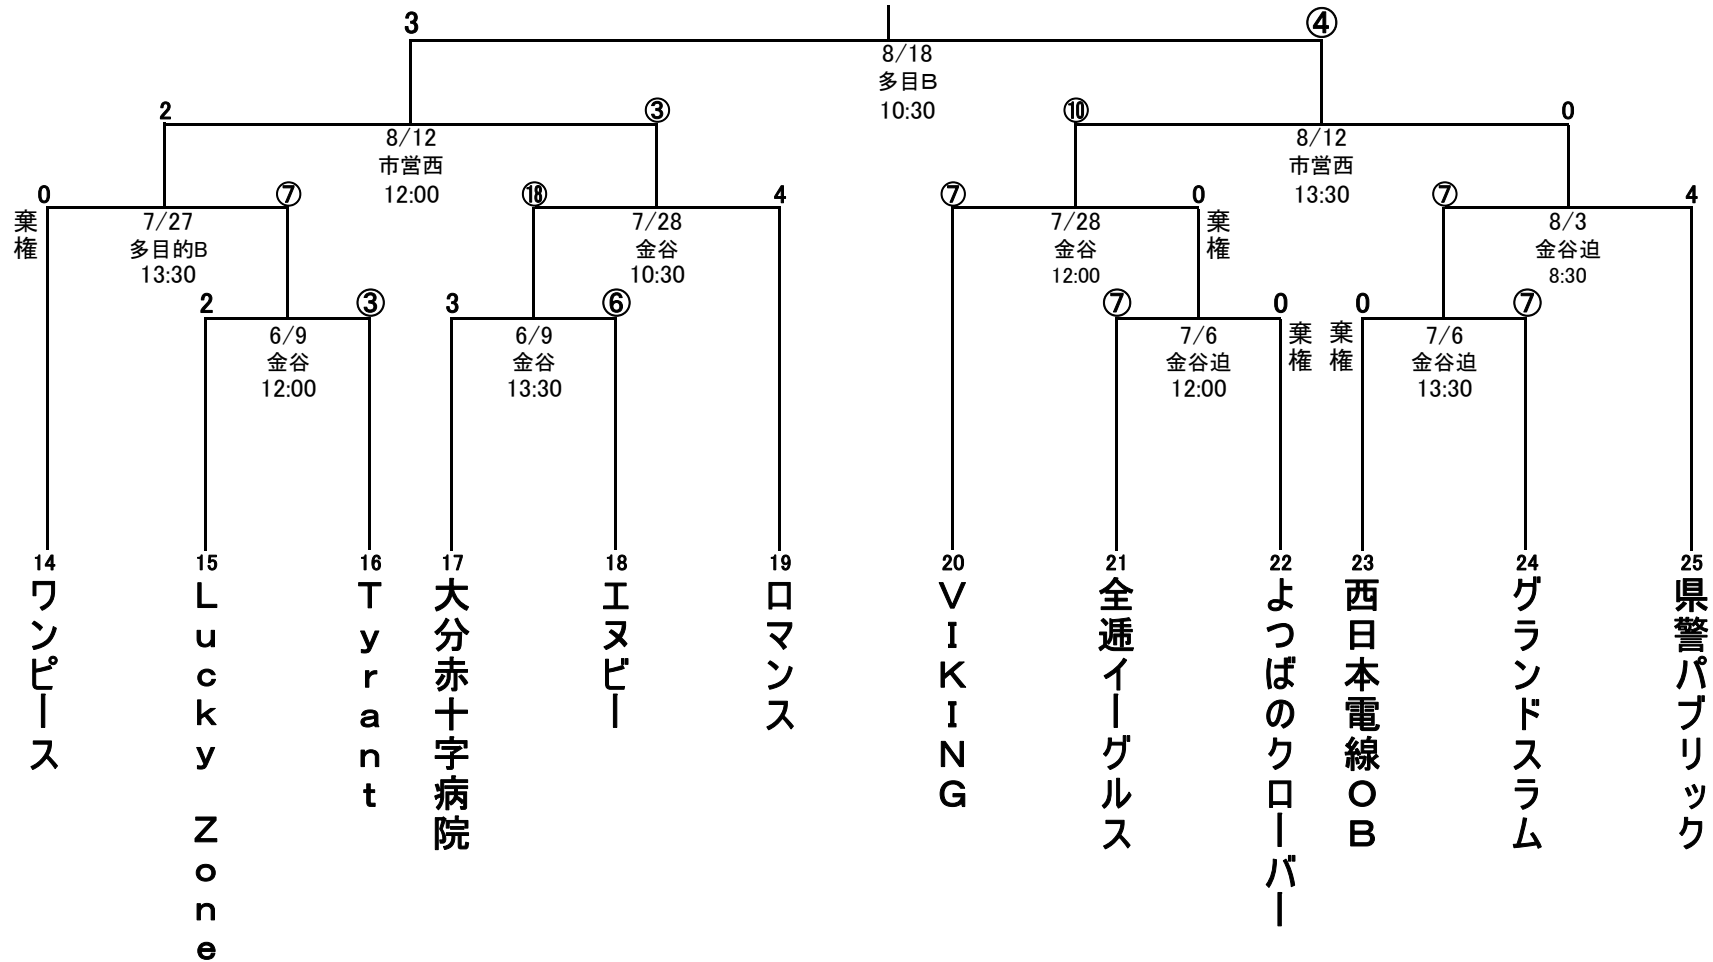 3
④
8/18
多目B
10:30
2
③
⑩
0
8/12
市営西
12:00
8/12
市営西
13:30
0
⑦
⑱
4
⑦
0
⑦
4
棄権
7/27
多目的B
13:30
7/28
金谷
10:30
7/28
金谷
12:00
棄権
8/3
金谷迫
8:30
2
③
3
⑥
⑦
0
0
⑦
6/9
金谷
12:00
6/9
金谷
13:30
7/6
金谷迫
12:00
棄権
棄権
7/6
金谷迫
13:30
14
ワンピース
15
Lucky Zone
16
Tyrant
17
大分赤十字病院
18
エヌビー
19
ロマンス
20
VIKING
21
全逓イーグルス
22
よつばのクローバー
23
西日本電線OB
24
グランドスラム
25
県警パブリック